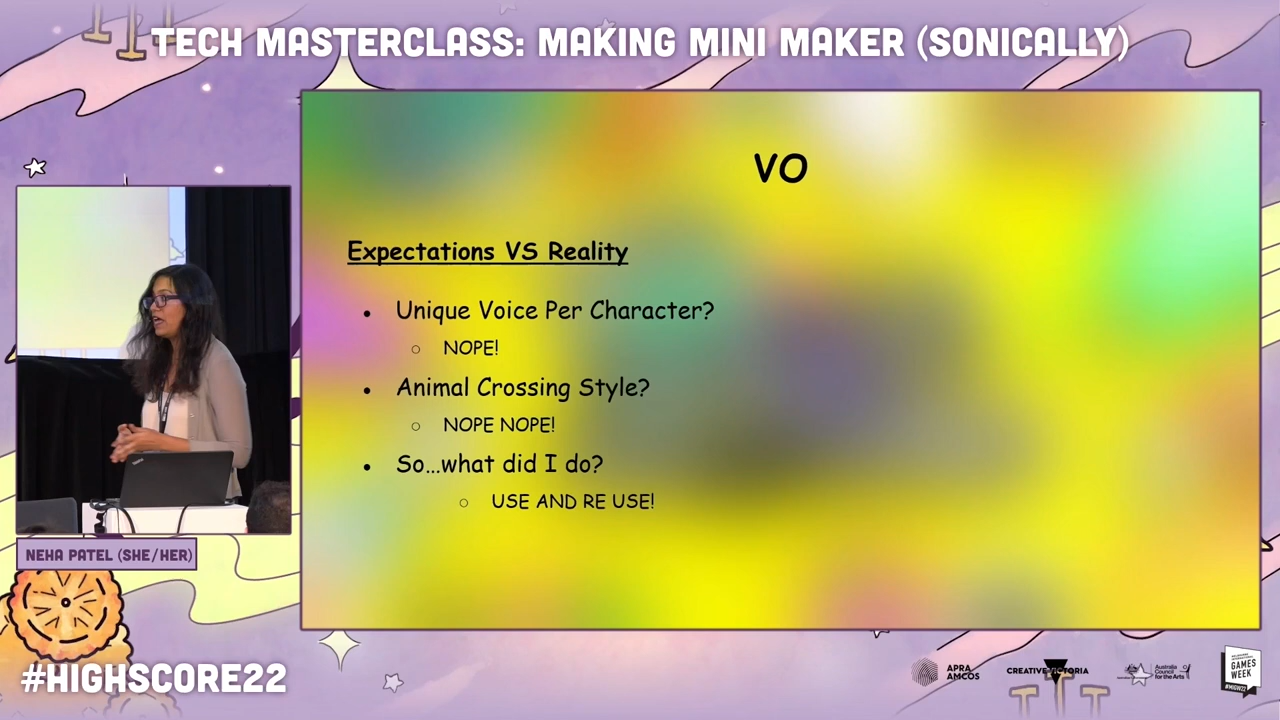 TECH MASTERCLASS: MAKING MINI MAKER (SONICALLY)
VO
Expectations VS Reality
Unique Voice Per Character?
NOPE!
Animal Crossing Style?
NOPE NOPE!
So...what did I do?
USE AND RE USE!
NEHA PATEL (SHE/HER)
#HIGHSCORE22
APRA
AMCOS
CREATIVE VICTORIA
Australia
Council
for the Arts
GAMES
WEEK